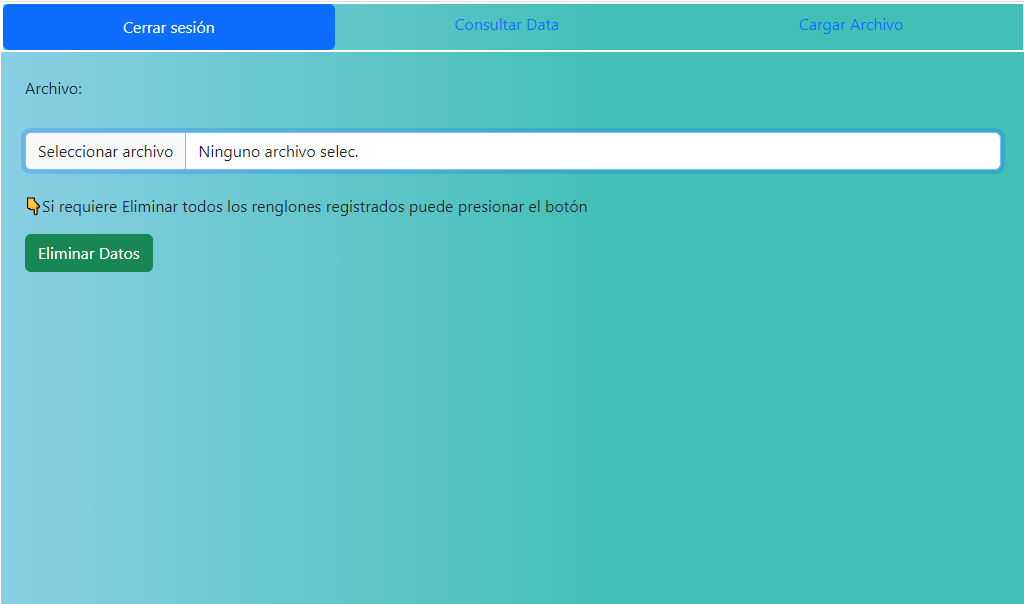 Cerrar sesión Consultar Data Cargar Archivo
Archivo:
Seleccionar archivo Ninguno archivo selec.
👇Si requiere Eliminar todos los renglones registrados puede presionar el botón
Eliminar Datos